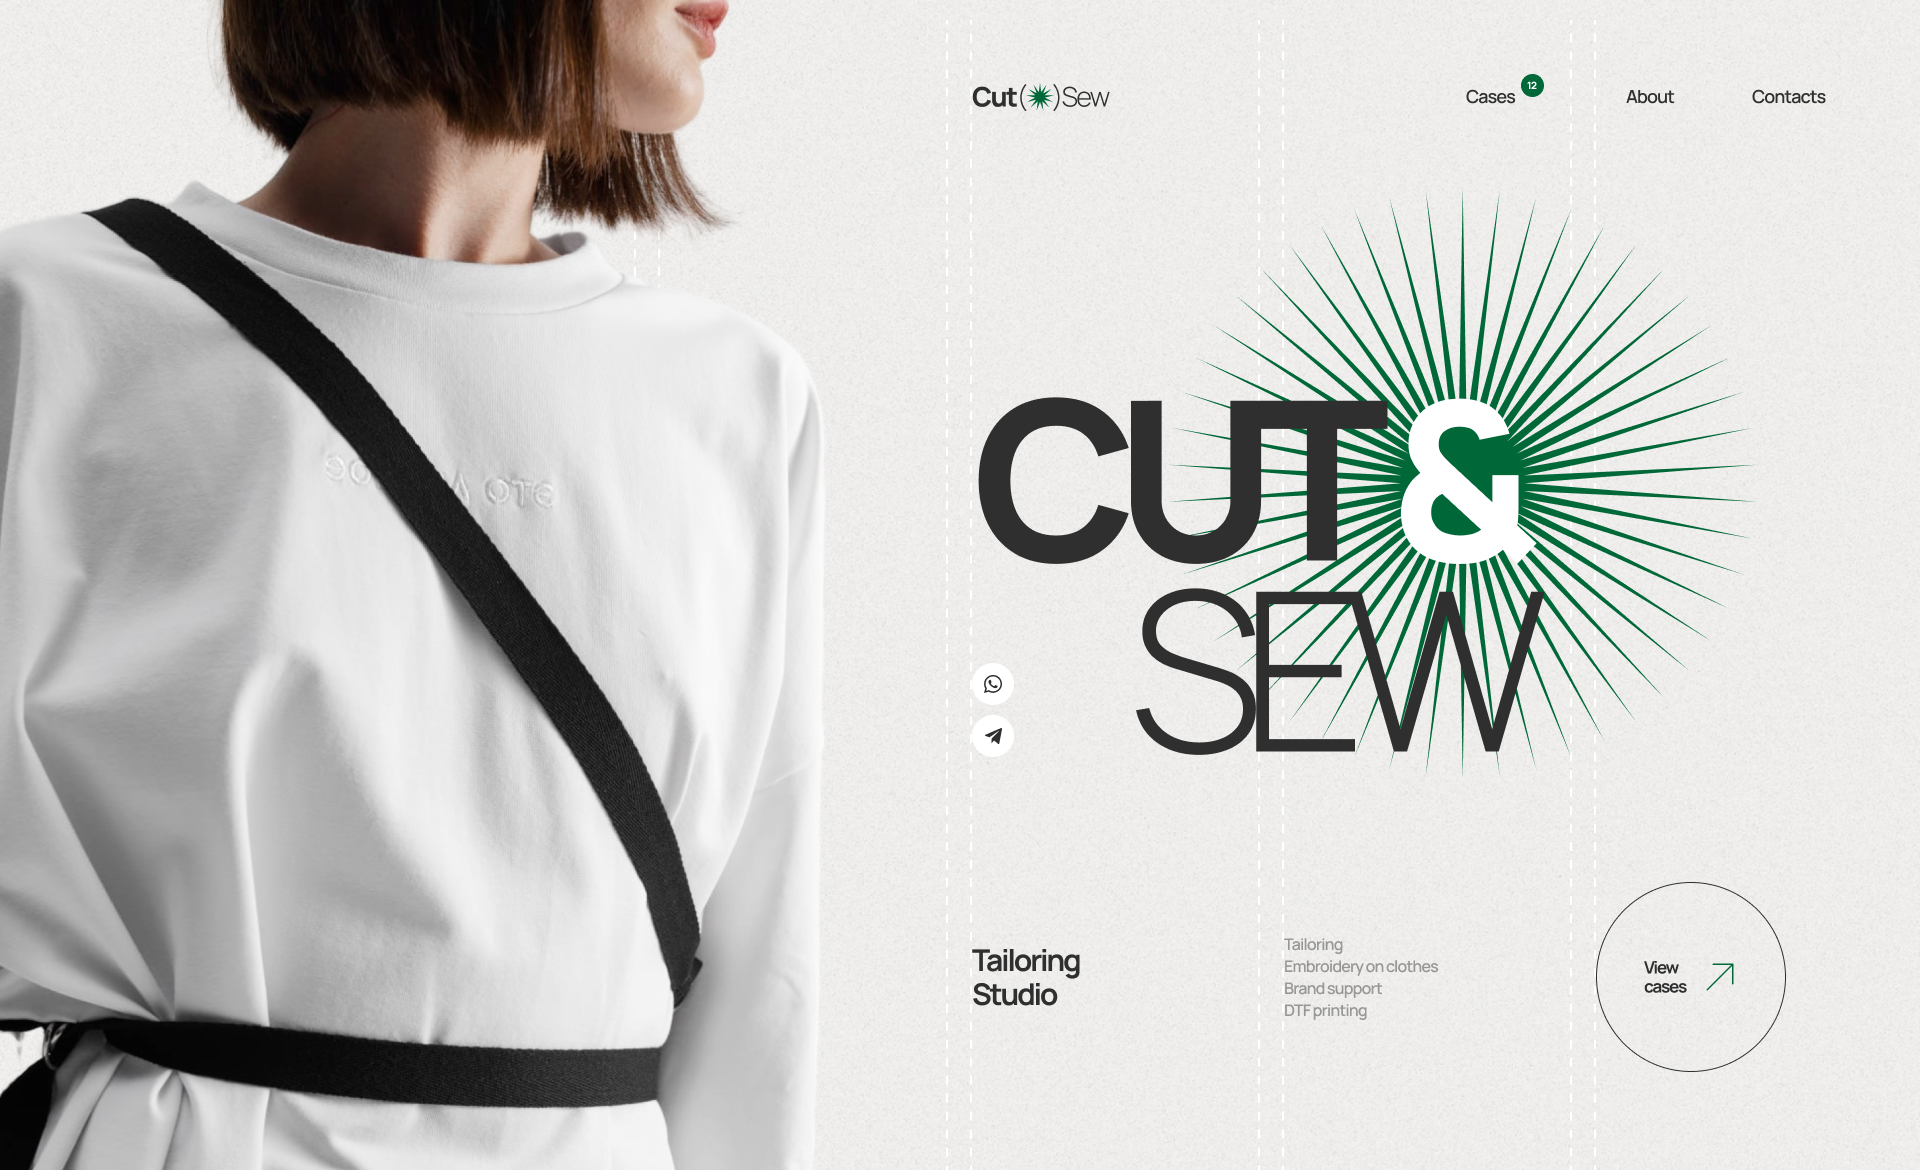 Cut(✺)Sew
Cases 12
About
Contacts
CUT&
SEW
Tailoring
Studio
Tailoring
Embroidery on clothes
Brand support
DTF printing
View
cases